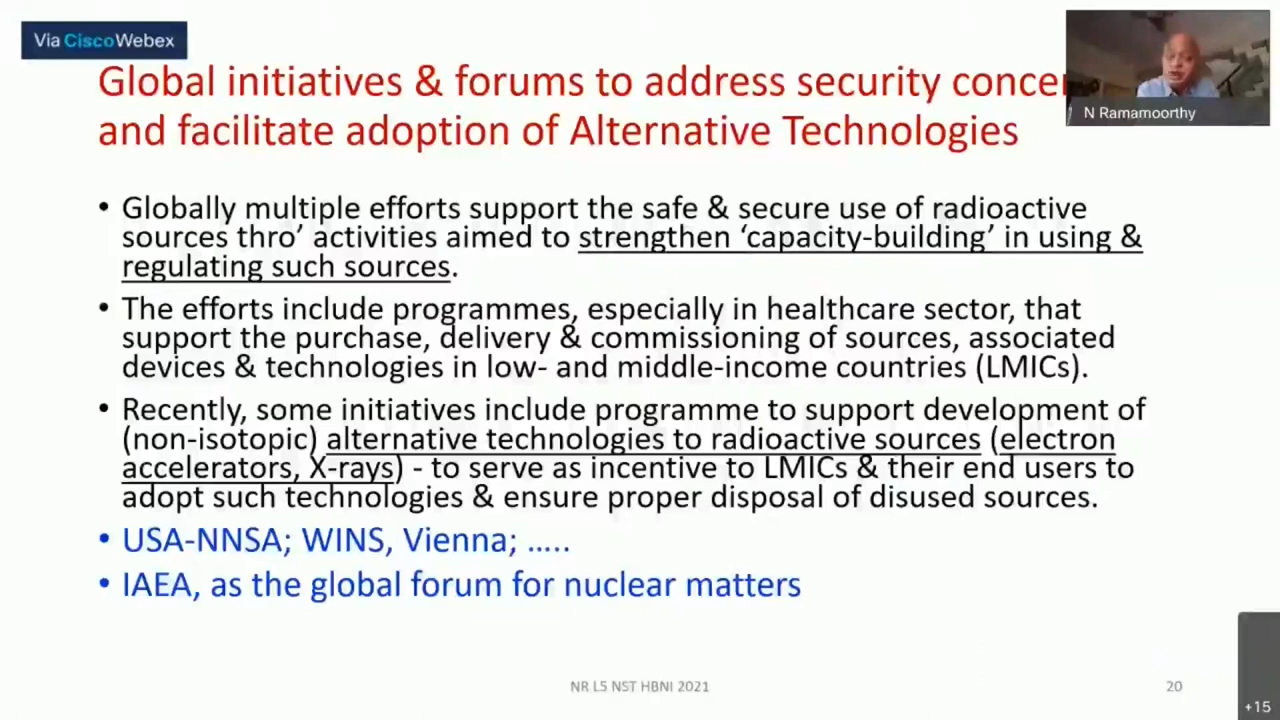 Via Cisco Webex
Global initiatives & forums to address security concer
and facilitate adoption of Alternative Technologies
N Ramamoorthy
• Globally multiple efforts support the safe & secure use of radioactive
sources thro’ activities aimed to strengthen ‘capacity-building’ in using &
regulating such sources.
• The efforts include programmes, especially in healthcare sector, that
support the purchase, delivery & commissioning of sources, associated
devices & technologies in low- and middle-income countries (LMICs).
• Recently, some initiatives include programme to support development of
(non-isotopic) alternative technologies to radioactive sources (electron
accelerators, X-rays) - to serve as incentive to LMICs & their end users to
adopt such technologies & ensure proper disposal of disused sources.
• USA-NNSA; WINS, Vienna; …..
• IAEA, as the global forum for nuclear matters
NR L5 NST HBNI 2021
20
+15